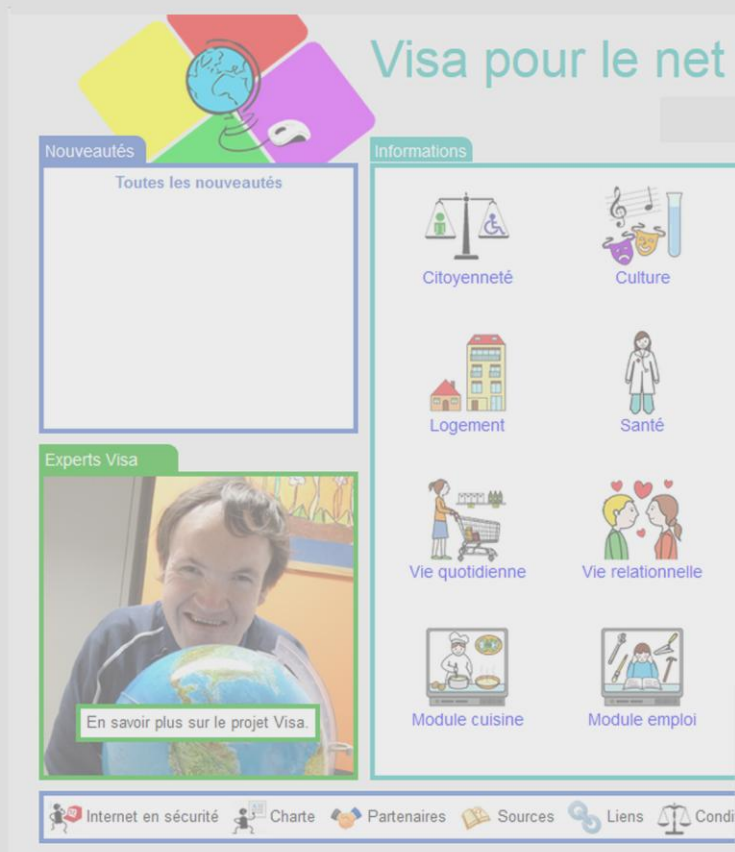 Visa pour le net
Nouveautés
Toutes les nouveautés
Informations
Citoyenneté
Culture
Logement
Santé
Vie quotidienne
Vie relationnelle
Module cuisine
Module emploi
Experts Visa
En savoir plus sur le projet Visa.
Internet en sécurité Charte Partenaires Sources Liens Condi